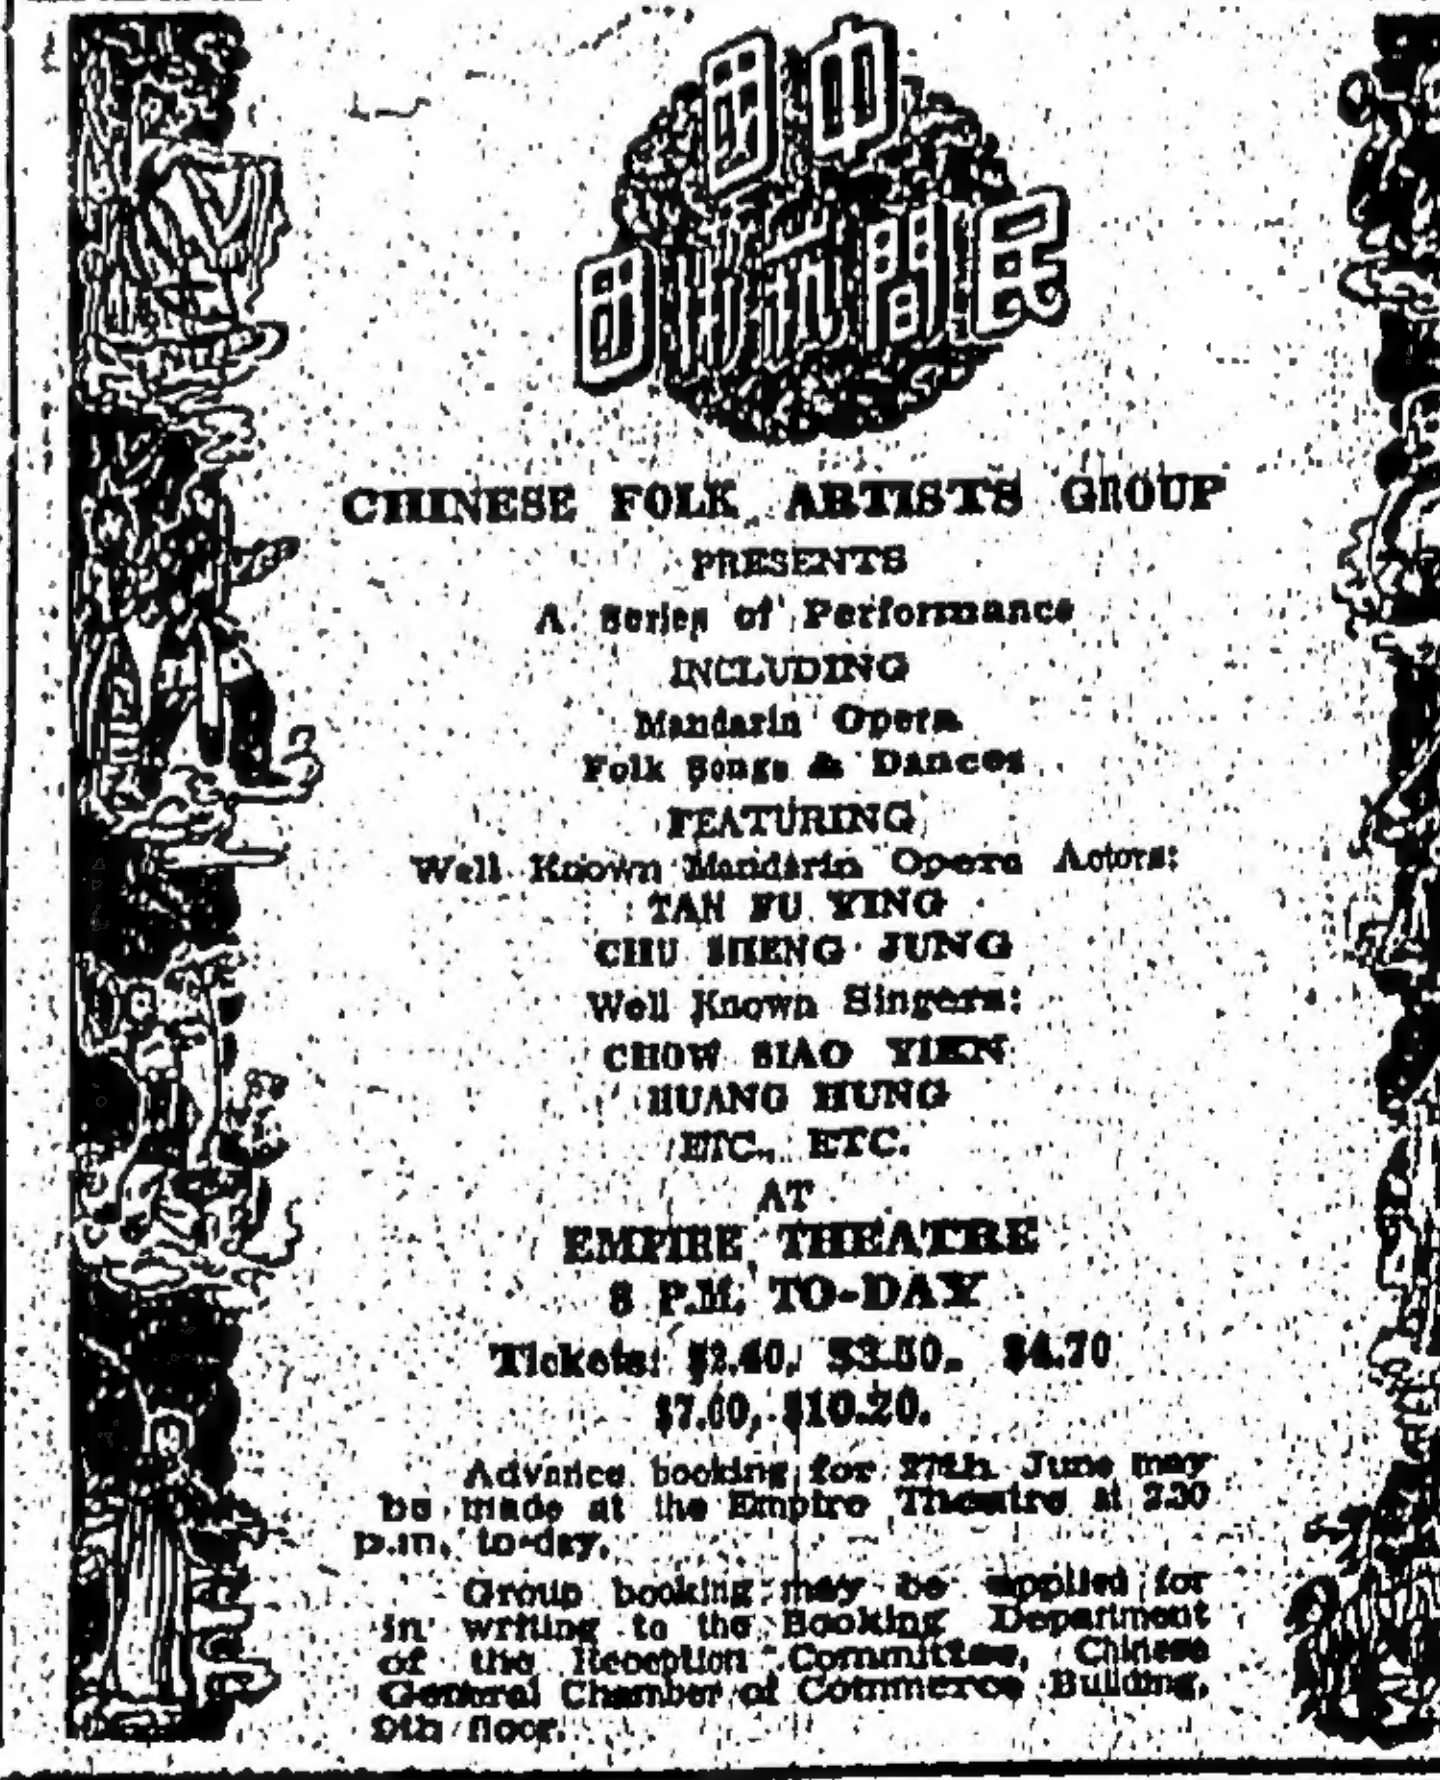 中國
民間藝術團
CHINESE FOLK ARTISTS GROUP
PRESENTS
A Series of Performance
INCLUDING
Mandarin Opera
Folk Songs & Dances
FEATURING
Well Known Mandarin Opera Actors:
TAN FU YING
CHU SHENG JUNG
Well Known Singers:
CHOW SIAO YIEN
HUANG HUNG
ETC., ETC.
AT
EMPIRE THEATRE
8 P.M. TO-DAY
Tickets: $2.40, $3.50, $4.70
$7.60, $10.20.
Advance booking for 27th June may
be made at the Empire Theatre at 2.30
p.m. to-day.
Group booking may be applied for
in writing to the Booking Department
of the Reception Committee, Chinese
General Chamber of Commerce Building,
9th floor.